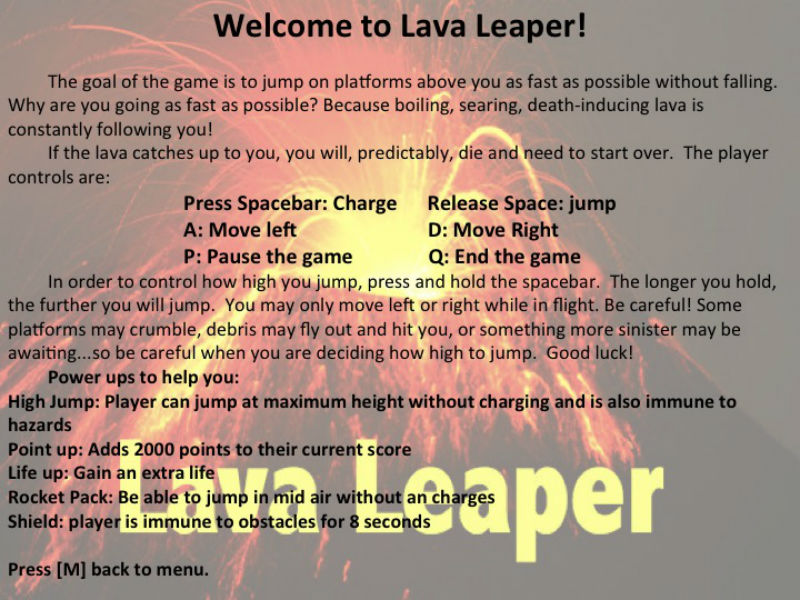 Welcome to Lava Leaper!
The goal of the game is to jump on platforms above you as fast as possible without falling.
Why are you going as fast as possible? Because boiling, searing, death-inducing lava is
constantly following you!
If the lava catches up to you, you will, predictably, die and need to start over.  The player
controls are:
Press Spacebar: Charge     Release Space: jump
A: Move left     D: Move Right
P: Pause the game     Q: End the game
In order to control how high you jump, press and hold the spacebar.  The longer you hold,
the further you will jump.  You may only move left or right while in flight. Be careful! Some
platforms may crumble, debris may fly out and hit you, or something more sinister may be
awaiting...so be careful when you are deciding how high to jump.  Good luck!
Power ups to help you:
High Jump: Player can jump at maximum height without charging and is also immune to
hazards
Point up: Adds 2000 points to their current score
Life up: Gain an extra life
Rocket Pack: Be able to jump in mid air without an charges
Shield: player is immune to obstacles for 8 seconds
Lava Leaper
Press [M] back to menu.